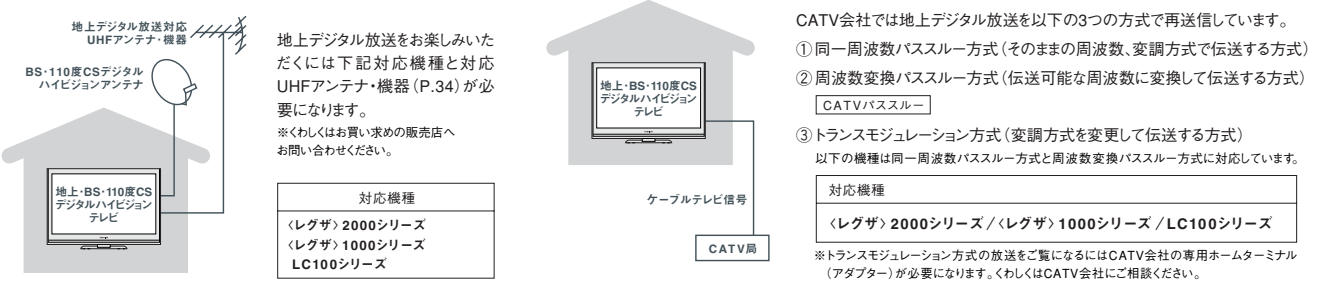 地上デジタル放送対応
UHFアンテナ・機器
BS・110度CSデジタル
ハイビジョンアンテナ
地上・BS・110度CS
デジタルハイビジョン
テレビ
地上デジタル放送をお楽しみいた
だくには下記対応機種と対応
UHFアンテナ・機器（P.34）が必
要になります。
※くわしくはお買い求めの販売店へ
お問い合わせください。
対応機種
〈レグザ〉2000シリーズ
〈レグザ〉1000シリーズ
LC100シリーズ
地上・BS・110度CS
デジタルハイビジョン
テレビ
ケーブルテレビ信号
CATV局
CATV会社では地上デジタル放送を以下の3つの方式で再送信しています。
①同一周波数パススルー方式（そのままの周波数、変調方式で伝送する方式）
②周波数変換パススルー方式（伝送可能な周波数に変換して伝送する方式）
CATVパススルー
③トランスモジュレーション方式（変調方式を変更して伝送する方式）
以下の機種は同一周波数パススルー方式と周波数変換パススルー方式に対応しています。
対応機種
〈レグザ〉2000シリーズ／〈レグザ〉1000シリーズ／LC100シリーズ
※トランスモジュレーション方式の放送をご覧になるにはCATV会社の専用ホームターミナル
（アダプター）が必要になります。くわしくはCATV会社にご相談ください。